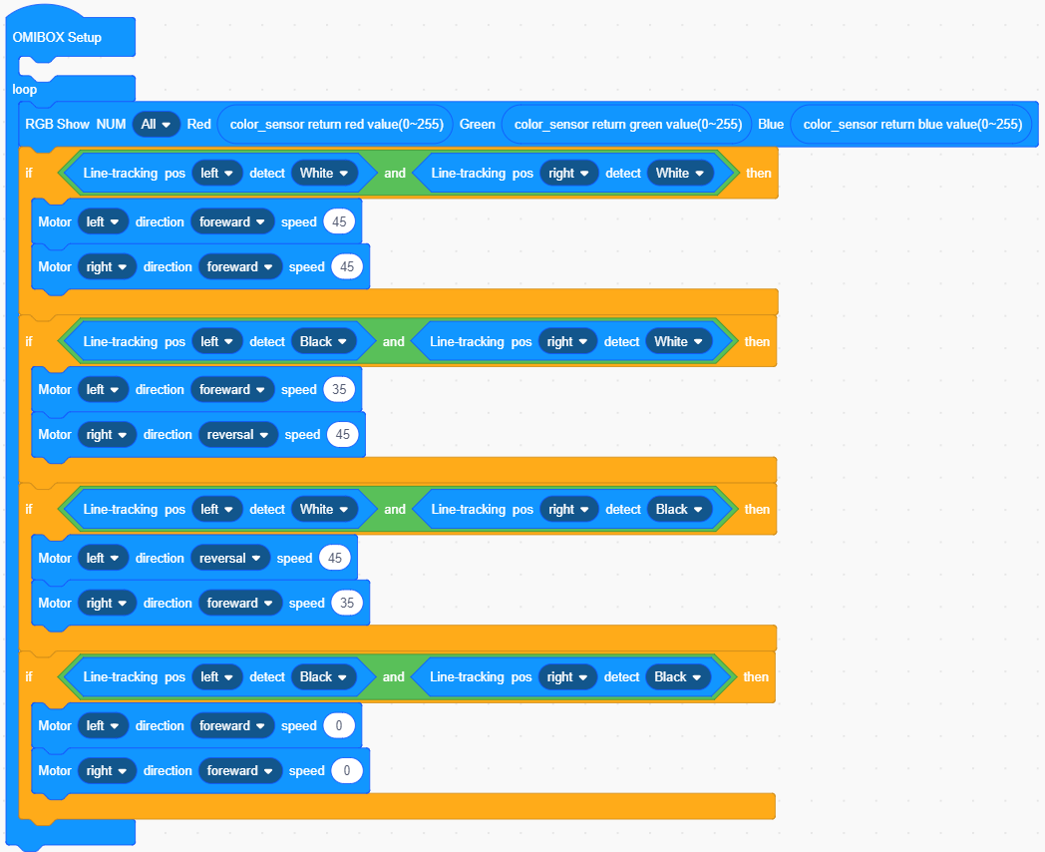 OMIBOX Setup
loop
RGB Show NUM All Red color_sensor return red value(0~255) Green color_sensor return green value(0~255) Blue color_sensor return blue value(0~255)
if Line-tracking pos left detect White and Line-tracking pos right detect White then
Motor left direction forward speed 45
Motor right direction forward speed 45
if Line-tracking pos left detect Black and Line-tracking pos right detect White then
Motor left direction forward speed 35
Motor right direction reversal speed 45
if Line-tracking pos left detect White and Line-tracking pos right detect Black then
Motor left direction reversal speed 45
Motor right direction forward speed 35
if Line-tracking pos left detect Black and Line-tracking pos right detect Black then
Motor left direction forward speed 0
Motor right direction forward speed 0